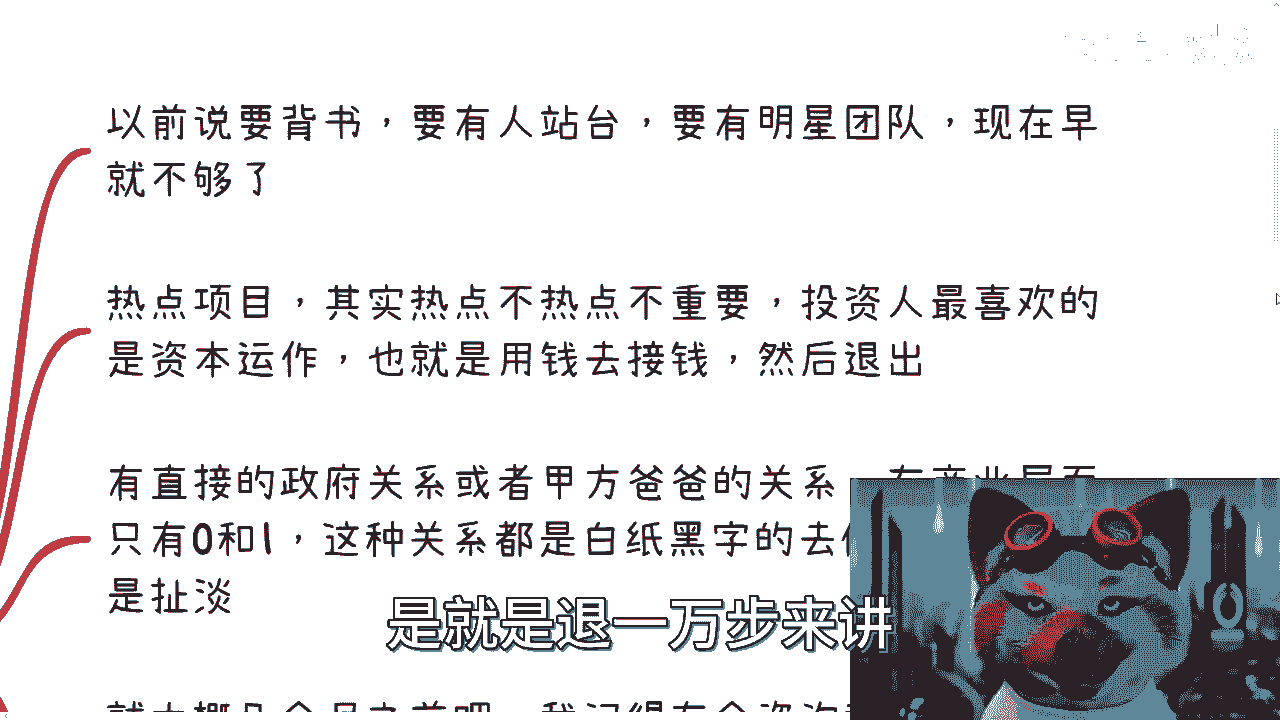 以前说要背书，要有人站台，要有明星团队，现在早
就不够了
热点项目，其实热点不热点不重要，投资人最喜欢的
是资本运作，也就是用钱去接钱，然后退出
有直接的政府关系或者甲方爸爸的关系
只有0和1，这种关系都是白纸黑字的去
是扯淡
是就是退一万步来讲